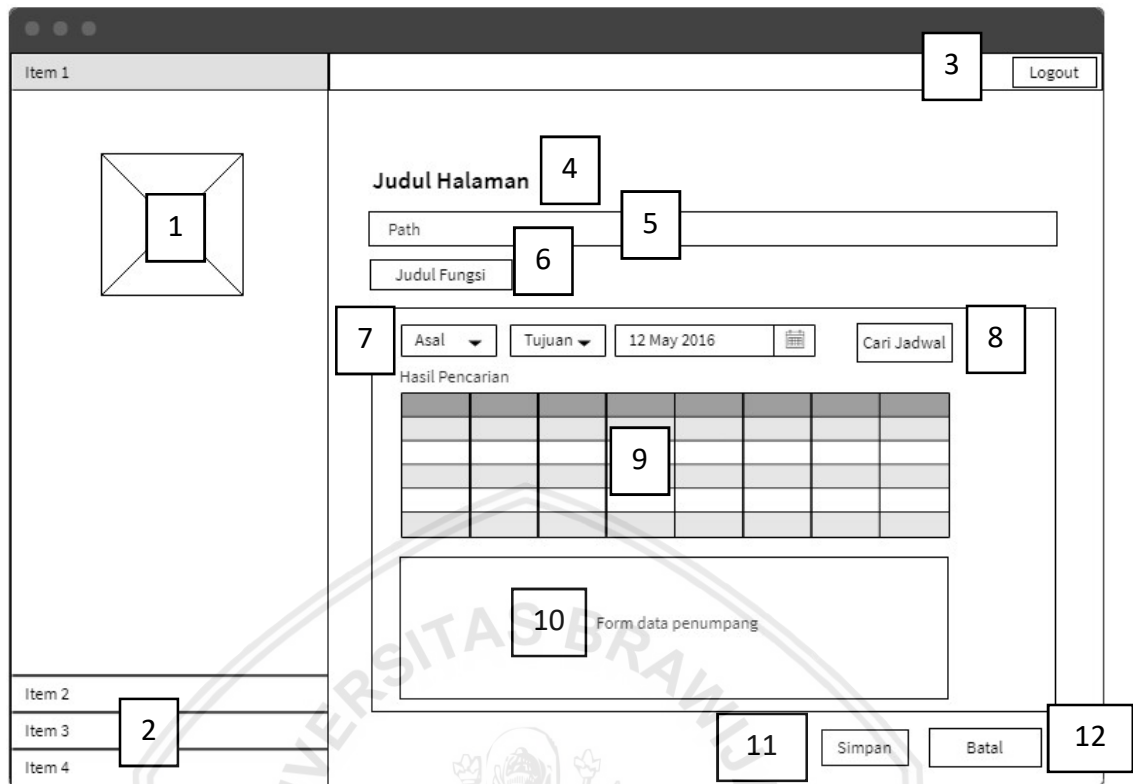 Item 1
3
Logout
4
Judul Halaman
1
5
Path
6
Judul Fungsi
7
Asal
Tujuan
12 May 2016
Cari Jadwal
8
Hasil Pencarian
9
10
Form data penumpang
Item 2
Item 3
2
Item 4
11
Simpan
Batal
12